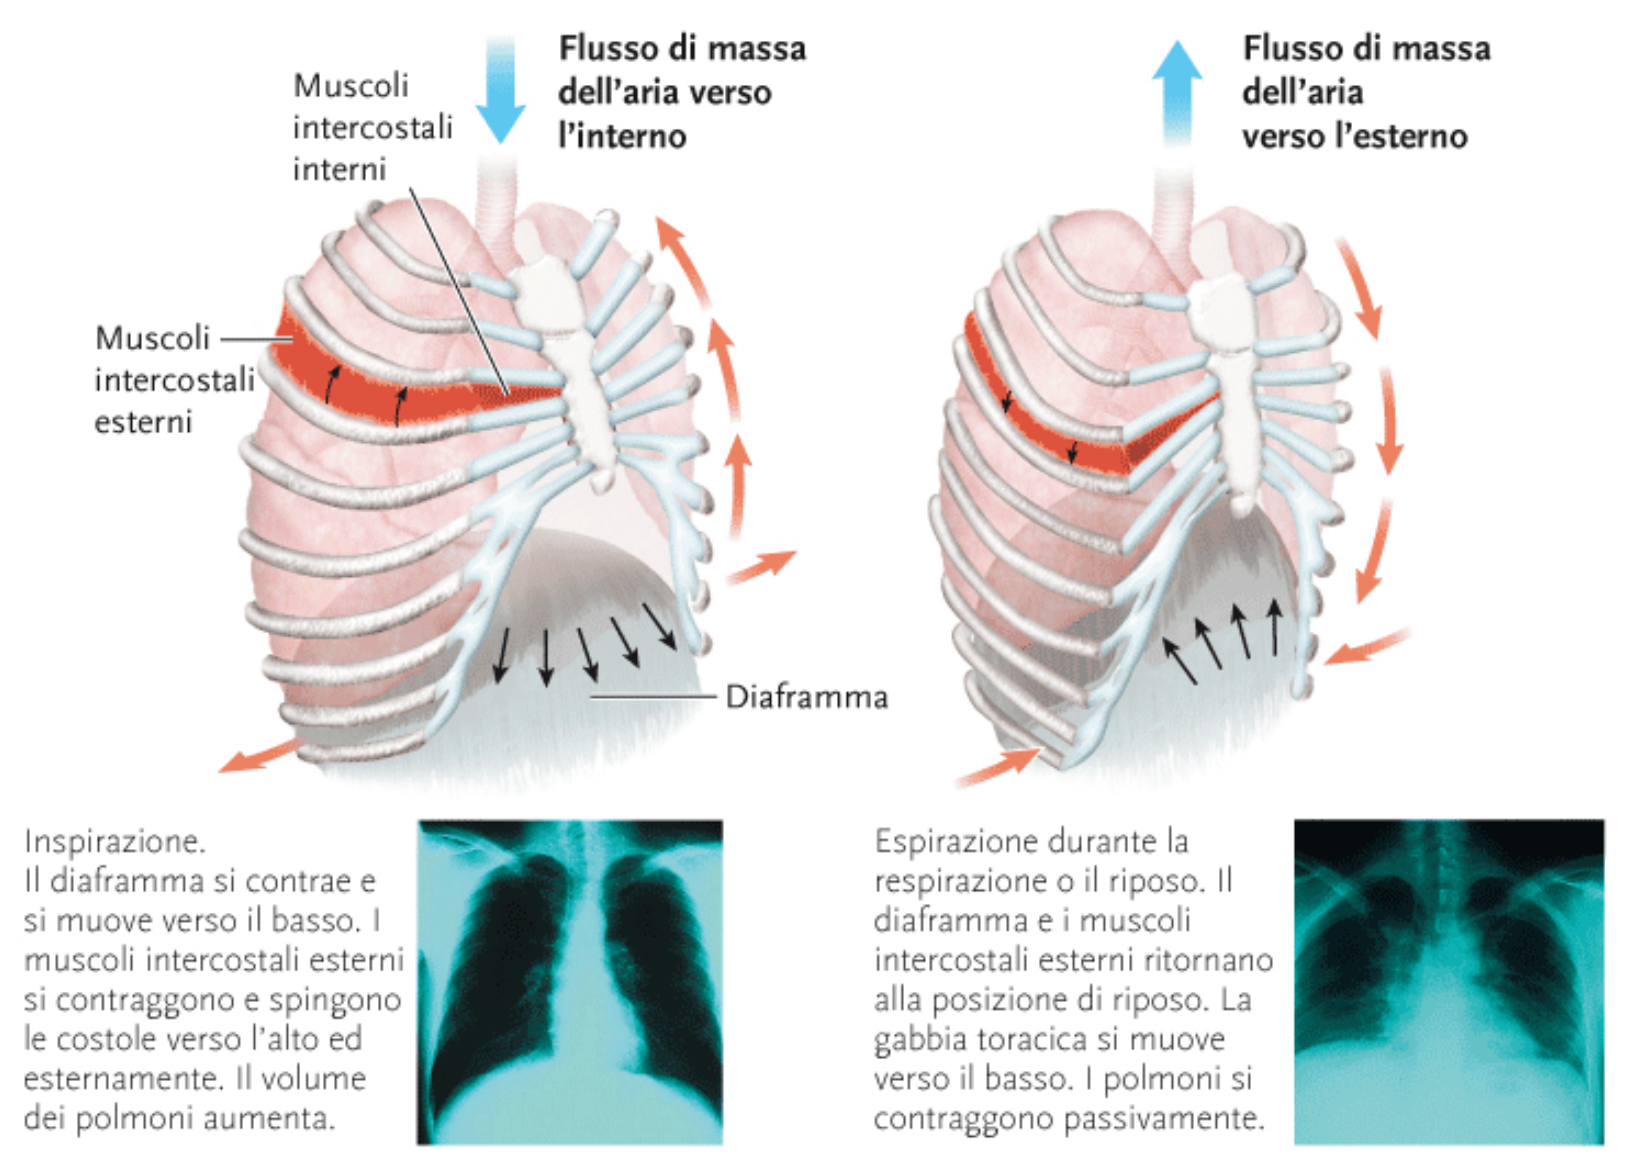 Muscoli
intercostali
interni
Flusso di massa
dell'aria verso
l'interno
Muscoli
intercostali
esterni
Diaframma
Inspirazione.
Il diaframma si contrae e
si muove verso il basso. I
muscoli intercostali esterni
si contraggono e spingono
le costole verso l'alto ed
esternamente. Il volume
dei polmoni aumenta.
Flusso di massa
dell'aria
verso l'esterno
Espirazione durante la
respirazione o il riposo. Il
diaframma e i muscoli
intercostali esterni ritornano
alla posizione di riposo. La
gabbia toracica si muove
verso il basso. I polmoni si
contraggono passivamente.